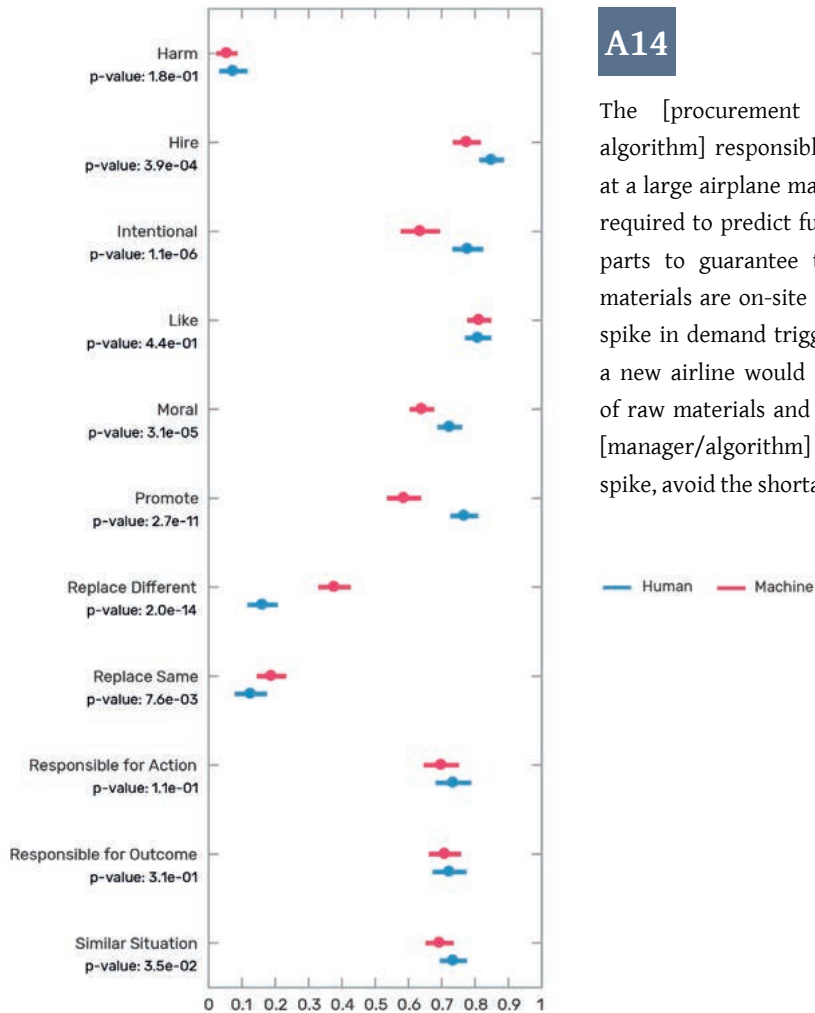 Harm
p-value: 1.8e-01
Hire
p-value: 3.9e-04
Intentional
p-value: 1.1e-06
Like
p-value: 4.4e-01
Moral
p-value: 3.1e-05
Promote
p-value: 2.7e-11
Replace Different
p-value: 2.0e-14
Replace Same
p-value: 7.6e-03
Responsible for Action
p-value: 1.1e-01
Responsible for Outcome
p-value: 3.1e-01
Similar Situation
p-value: 3.5e-02
0 0.1 0.2 0.3 0.4 0.5 0.6 0.7 0.8 0.9 1
A14
The [procurement
algorithm] responsibl
at a large airplane ma
required to predict fu
parts to guarantee t
materials are on-site
spike in demand trigg
a new airline would
of raw materials and
[manager/algorithm]
spike, avoid the shorta
Human Machine